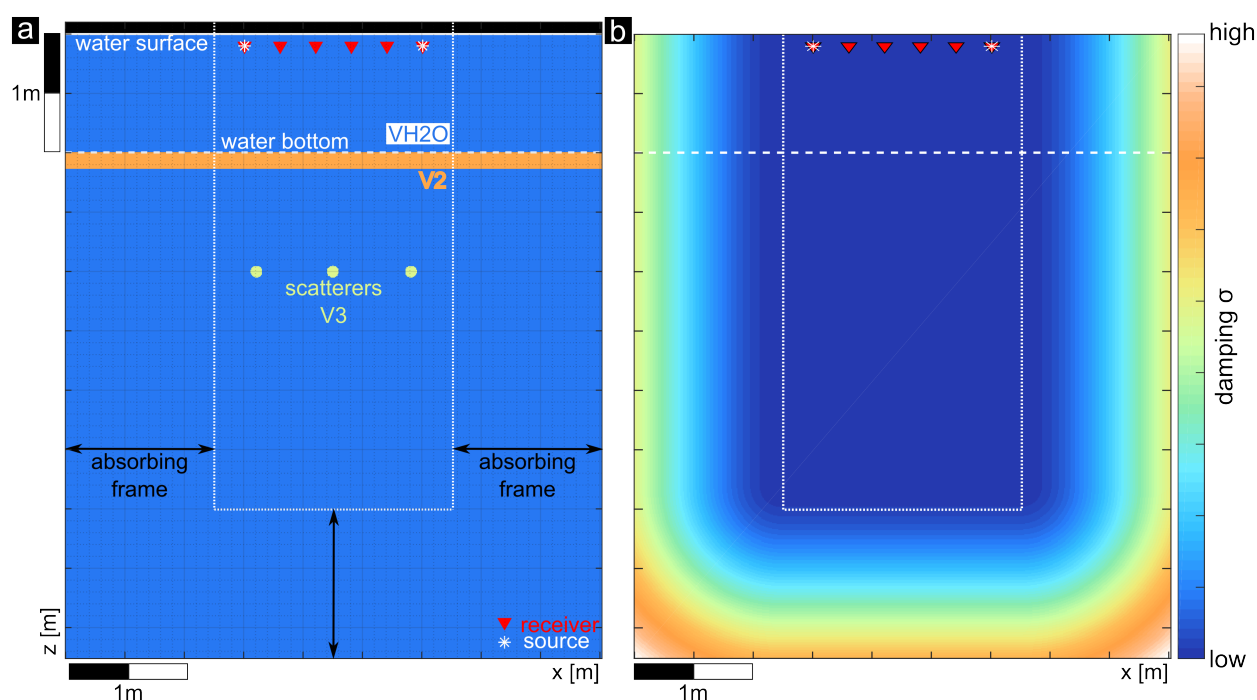 a
water surface
1m
VH2O
water bottom
V2
scatterers
V3
absorbing
frame
absorbing
frame
z [m]
receiver
source
x [m]
1m
b
high
damping σ
low
x [m]
1m